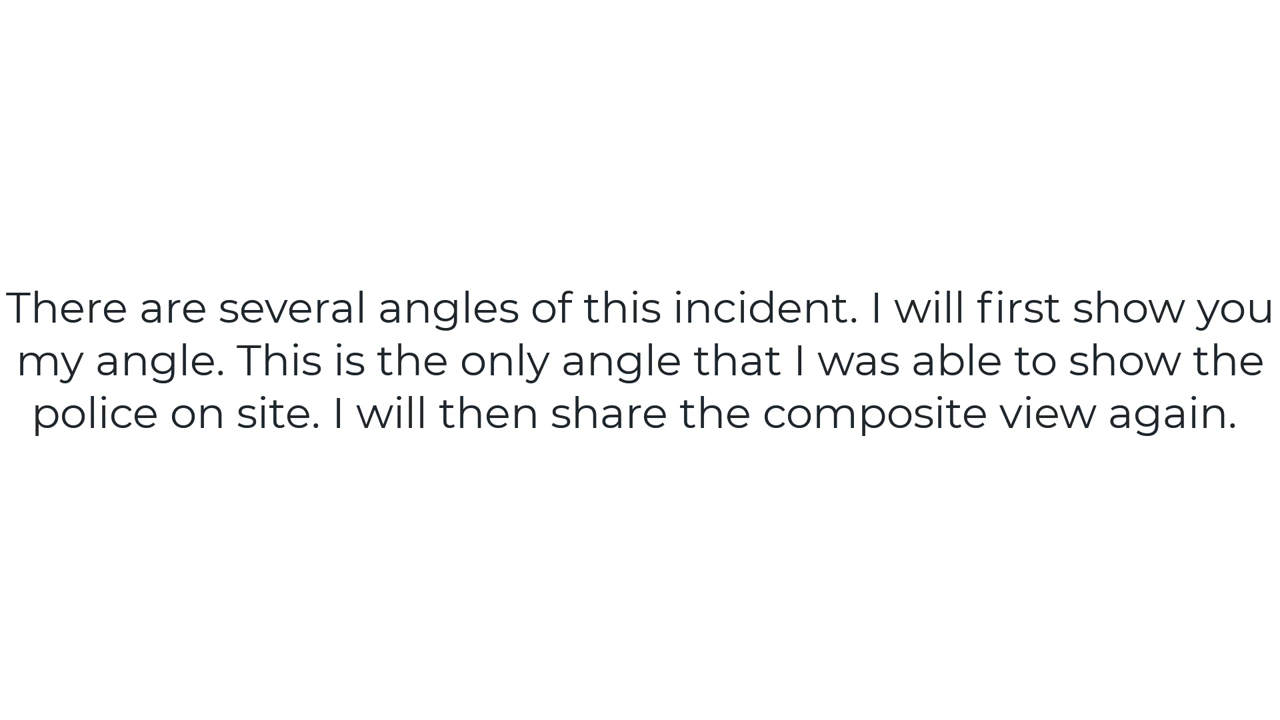 There are several angles of this incident. I will first show you
my angle. This is the only angle that I was able to show the
police on site. I will then share the composite view again.